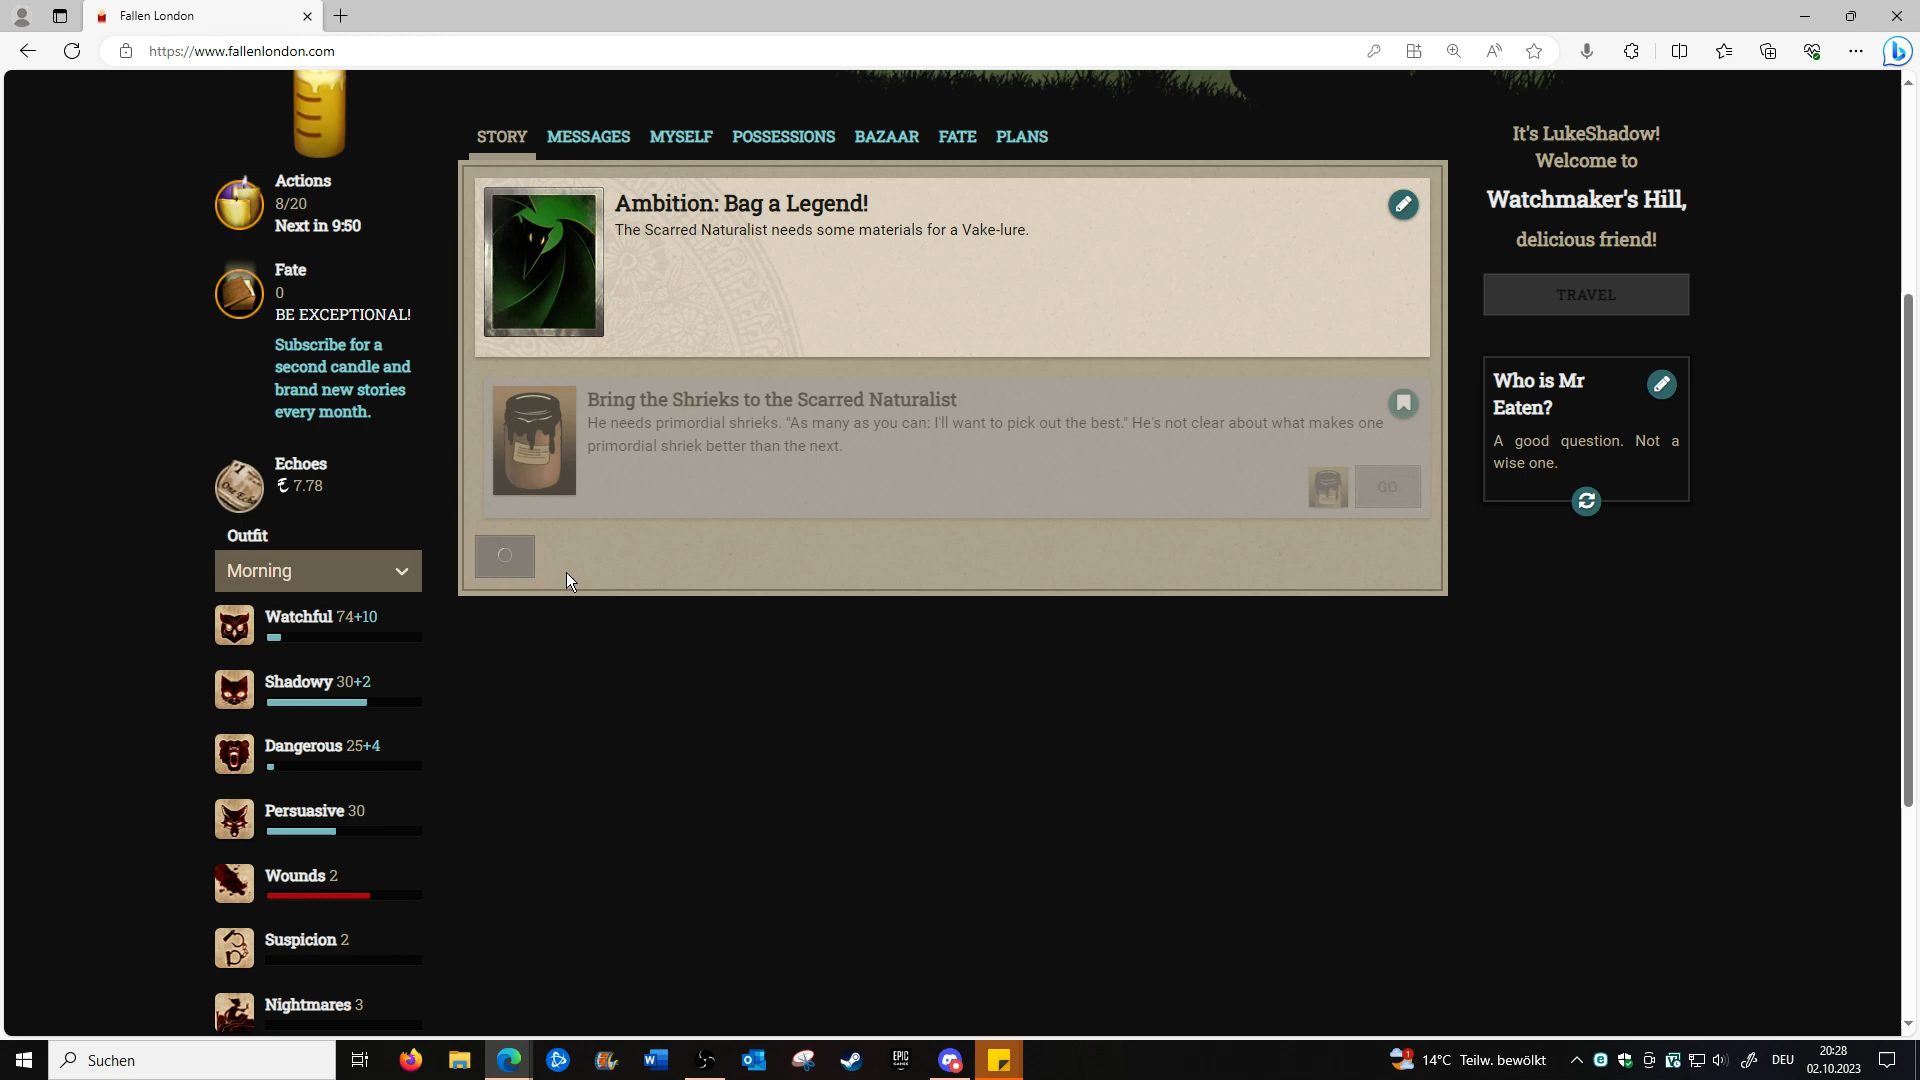 Fallen London
https://www.fallenlondon.com
STORY MESSAGES MYSELF POSSESSIONS BAZAAR FATE PLANS
Actions
8/20
Next in 9:50
Fate
0
BE EXCEPTIONAL!
Subscribe for a
second candle and
brand new stories
every month.
Echoes
7.78
Outfit
Morning
Watchful 74+10
Shadowy 30+2
Dangerous 25+4
Persuasive 30
Wounds 2
Suspicion 2
Nightmares 3
Ambition: Bag a Legend!
The Scarred Naturalist needs some materials for a Vake-lure.
Bring the Shrieks to the Scarred Naturalist
He needs primordial shrieks. "As many as you can: I'll want to pick out the best." He's not clear about what makes one
primordial shriek better than the next.
GO
It's LukeShadow!
Welcome to
Watchmaker's Hill,
delicious friend!
TRAVEL
Who is Mr
Eaten?
A good question. Not a
wise one.
Suchen
14°C Teilw. bewölkt
DEU
20:28
02.10.2023